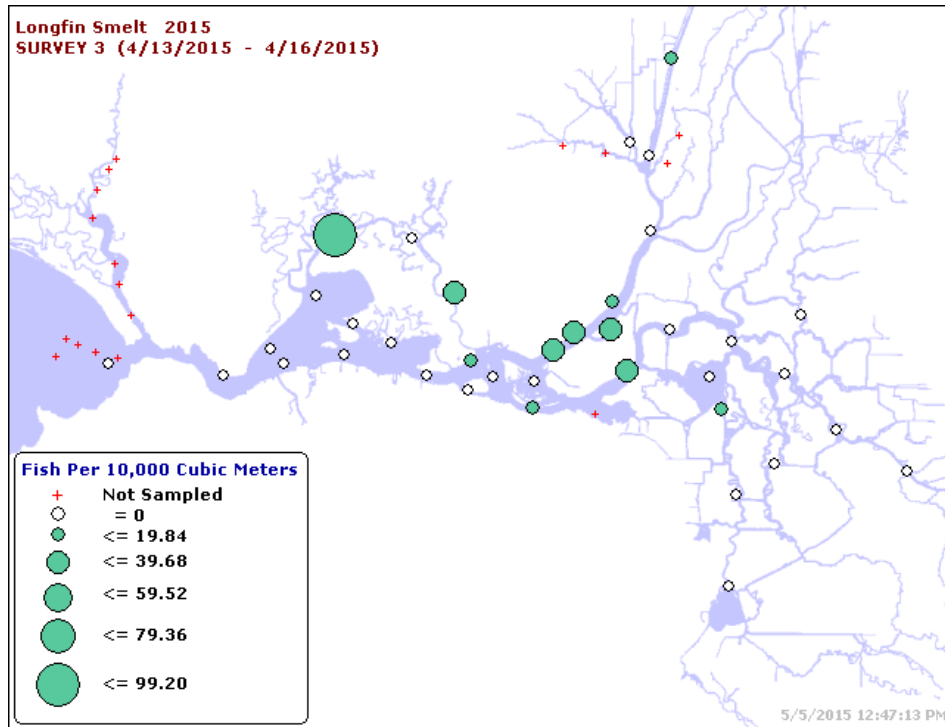 Longfin Smelt 2015
SURVEY 3 (4/13/2015 - 4/16/2015)
Fish Per 10,000 Cubic Meters
Not Sampled
= 0
<= 19.84
<= 39.68
<= 59.52
<= 79.36
<= 99.20
5/5/2015 12:47:13 PM